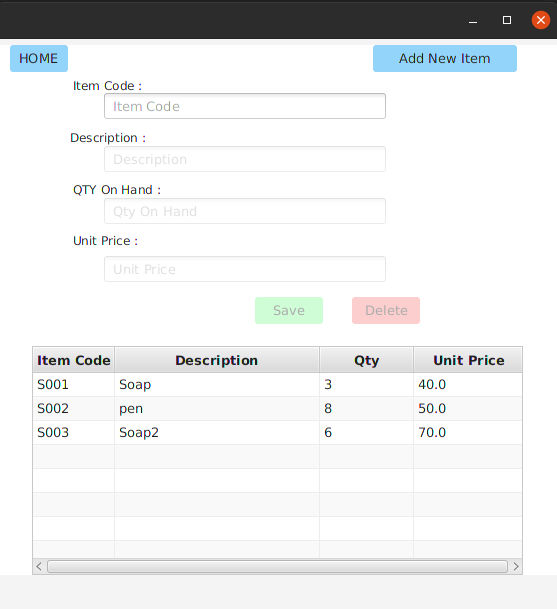 HOME Add New Item
Item Code :
Item Code
Description :
Description
QTY On Hand :
Qty On Hand
Unit Price :
Unit Price
Save Delete
Item Code Description Qty Unit Price
S001 Soap 3 40.0
S002 pen 8 50.0
S003 Soap2 6 70.0